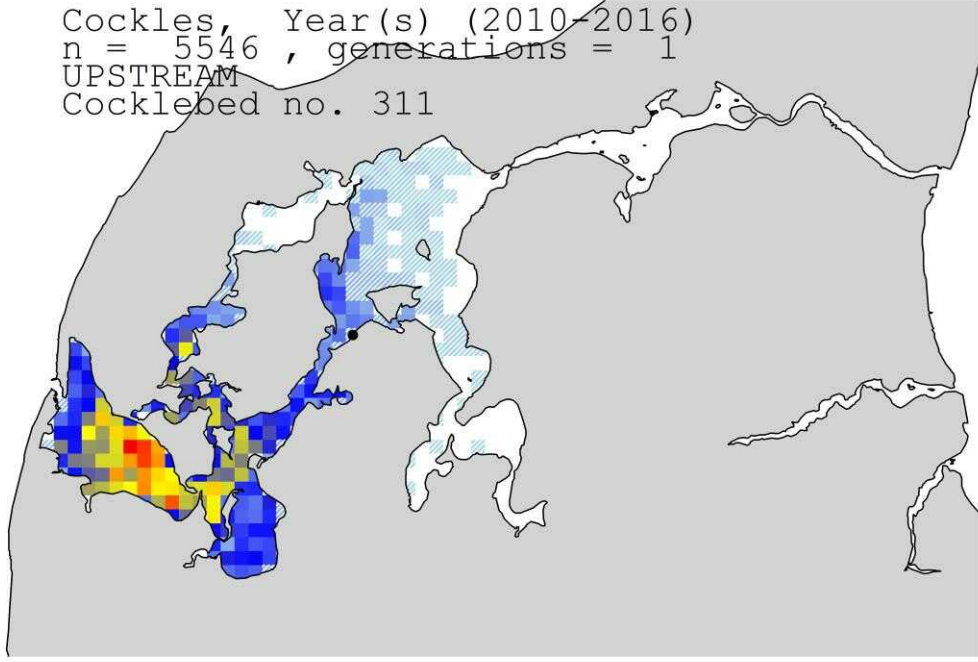 Cockles, Year(s) (2010-2016)
n = 5546 , generations = 1
UPSTREAM
Cocklebed no. 311